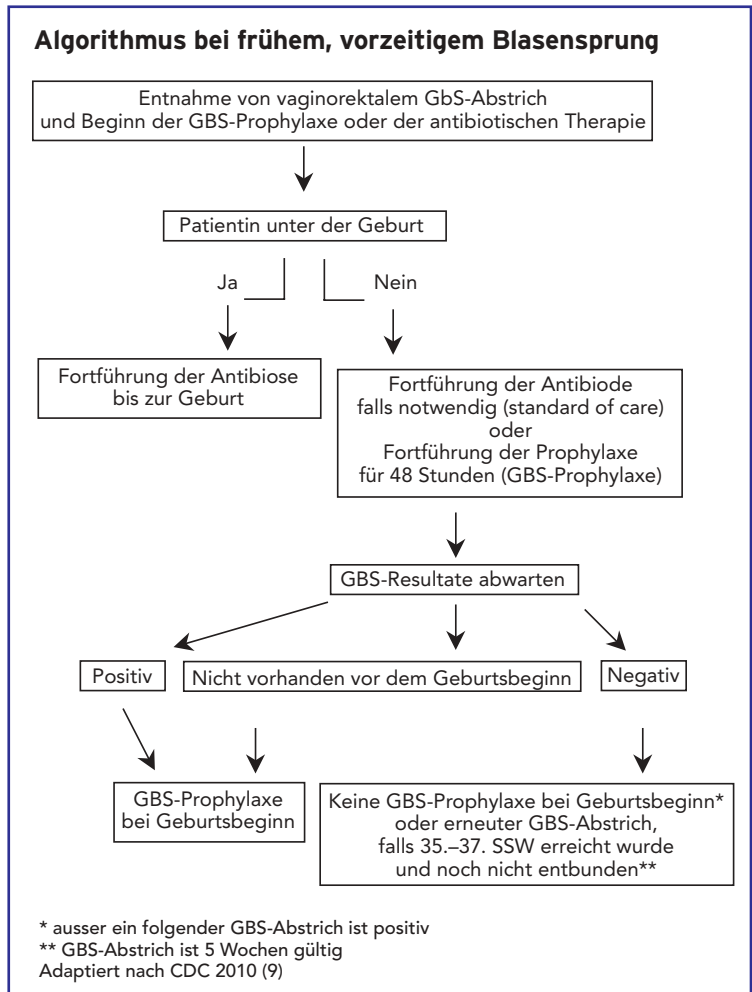 Algorithmus bei frühem, vorzeitigem Blasensprung
Entnahme von vaginorektalem GbS-Abstrich
und Beginn der GBS-Prophylaxe oder der antibiotischen Therapie
Patientin unter der Geburt
Ja
Nein
Fortführung der Antibiose
bis zur Geburt
Fortführung der Antibiode
falls notwendig (standard of care)
oder
Fortführung der Prophylaxe
für 48 Stunden (GBS-Prophylaxe)
GBS-Resultate abwarten
Positiv
Nicht vorhanden vor dem Geburtsbeginn
Negativ
GBS-Prophylaxe
bei Geburtsbeginn
Keine GBS-Prophylaxe bei Geburtsbeginn*
oder erneuter GBS-Abstrich,
falls 35.–37. SSW erreicht wurde
und noch nicht entbunden**
* ausser ein folgender GBS-Abstrich ist positiv
** GBS-Abstrich ist 5 Wochen gültig
Adaptiert nach CDC 2010 (9)